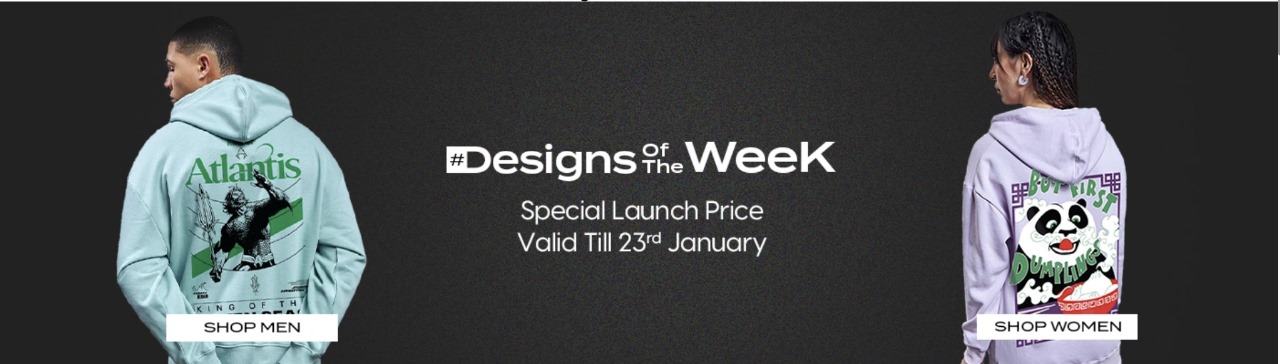 #Designs Of The WeeK
Special Launch Price
Valid Till 23rd January
Atlantis
KING OF TH
SHOP MEN
BUT FIRST
DUMPLINGS
SHOP WOMEN